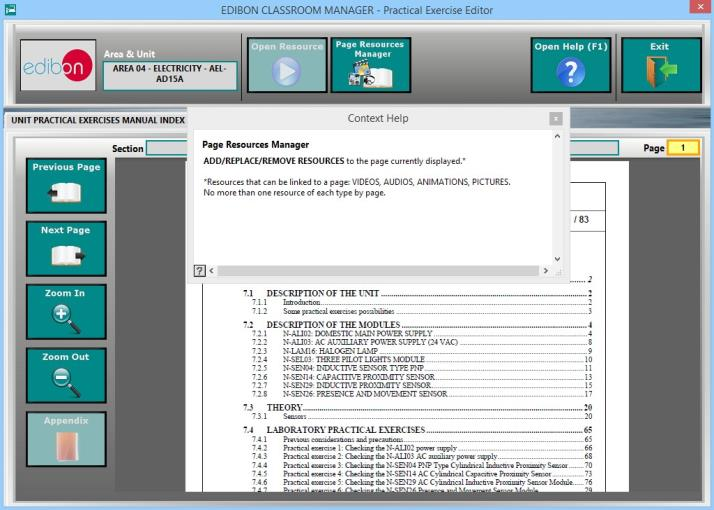 EDIBON CLASSROOM MANAGER - Practical Exercise Editor
x
edibon
Area & Unit
AREA 04 - ELECTRICITY - AEL-
AD15A
Open Resource
Page Resources
Manager
Open Help (F1)
?
Exit
UNIT PRACTICAL EXERCISES MANUAL INDEX
Context Help
x
Section
Page 1
Page Resources Manager
ADD/REPLACE/REMOVE RESOURCES to the page currently displayed.*
*Resources that can be linked to a page: VIDEOS, AUDIOS, ANIMATIONS, PICTURES.
No more than one resource of each type by page.
?
Previous Page
Next Page
Zoom In
Zoom Out
Appendix
/ 83
2
7.1 DESCRIPTION OF THE UNIT 2
7.1.1 Introduction 2
7.1.2 Some practical exercises possibilities 3
7.2 DESCRIPTION OF THE MODULES 4
7.2.1 N-ALI02: DOMESTIC MAIN POWER SUPPLY 4
7.2.2 N-ALI03: AC AUXILIARY POWER SUPPLY (24 VAC) 8
7.2.3 N-LAM16: HALOGEN LAMP 9
7.2.4 N-SEL03: THREE PILOT LIGHTS MODULE 10
7.2.5 N-SEN04: INDUCTIVE SENSOR TYPE PNP 11
7.2.6 N-SEN14: CAPACITIVE PROXIMITY SENSOR 13
7.2.7 N-SEN29: INDUCTIVE PROXIMITY SENSOR 15
7.2.8 N-SEN26: PRESENCE AND MOVEMENT SENSOR 17
7.3 THEORY 20
7.3.1 Sensors 20
7.4 LABORATORY PRACTICAL EXERCISES 65
7.4.1 Previous considerations and precautions 65
7.4.2 Practical exercise 1: Checking the N-ALI02 power supply 66
7.4.3 Practical exercise 2: Checking the N-ALI03 AC auxiliary power supply 68
7.4.4 Practical exercise 3: Checking the N-SEN04 PNP Type Cylindrical Inductive Proximity Sensor 70
7.4.5 Practical exercise 4: Checking the N-SEN14 AC Cylindrical Capacitive Proximity Sensor 73
7.4.6 Practical exercise 5: Checking the N-SEN29 AC Cylindrical Inductive Proximity Sensor Module 76
7.4.7 Practical exercise 6: Checking the N-SEN26 Presence and Movement Sensor Module 79